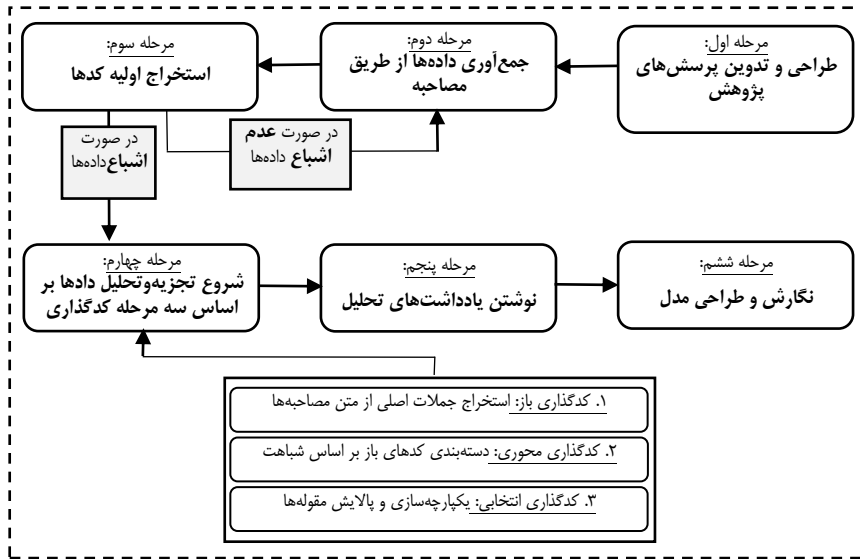 مرحله اول:
طراحی و تدوین پرسش‌های
پژوهش
مرحله دوم:
جمع‌آوری داده‌ها از طریق
مصاحبه
مرحله سوم:
استخراج اولیه کدها
در صورت عدم
اشباع داده‌ها
در صورت
اشباع‌داده‌ها
مرحله چهارم:
شروع تجزیه‌وتحلیل دادها بر
اساس سه مرحله کدگذاری
مرحله پنجم:
نوشتن یادداشت‌های تحلیل
مرحله ششم:
نگارش و طراحی مدل
۱. کدگذاری باز: استخراج جملات اصلی از متن مصاحبه‌ها
۲. کدگذاری محوری: دسته‌بندی کدهای باز بر اساس شباهت
۳. کدگذاری انتخابی: یکپارچه‌سازی و پالایش مقوله‌ها